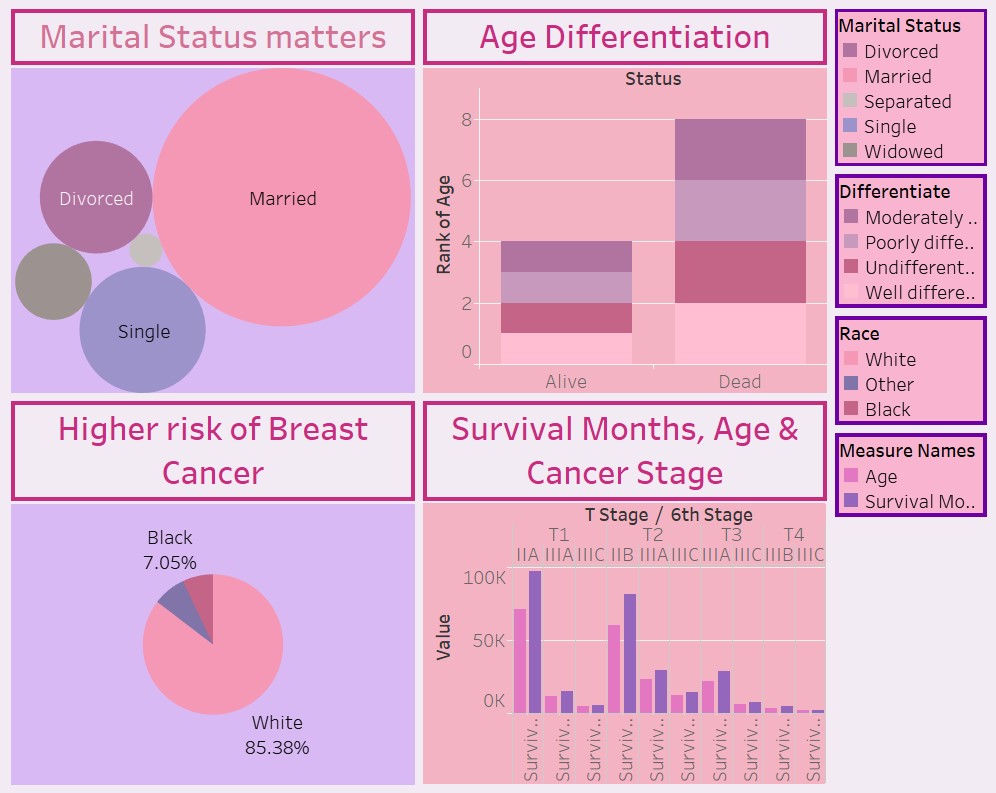 Marital Status matters
Divorced
Married
Single
Age Differentiation
Status
Rank of Age
8
6
4
2
0
Alive
Dead
Higher risk of Breast
Cancer
Black
7.05%
White
85.38%
Survival Months, Age &
Cancer Stage
T Stage / 6th Stage
T1 T2 T3 T4
IIA IIIA IIIC IIB IIIA IIIC IIIA IIIC IIIB IIIC
Value
100K
50K
0K
Surviv.. Surviv.. Surviv.. Surviv.. Surviv.. Surviv.. Surviv.. Surviv.. Surviv.. Surviv..
Marital Status
Divorced
Married
Separated
Single
Widowed
Differentiate
Moderately ..
Poorly diffe..
Undifferent..
Well differe..
Race
White
Other
Black
Measure Names
Age
Survival Mo..